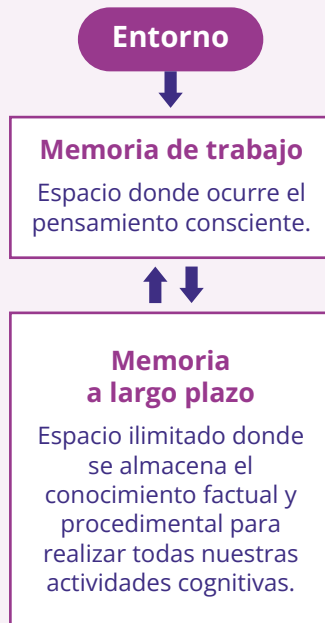 Entorno
Memoria de trabajo
Espacio donde ocurre el
pensamiento consciente.
Memoria
a largo plazo
Espacio ilimitado donde
se almacena el
conocimiento factual y
procedimental para
realizar todas nuestras
actividades cognitivas.